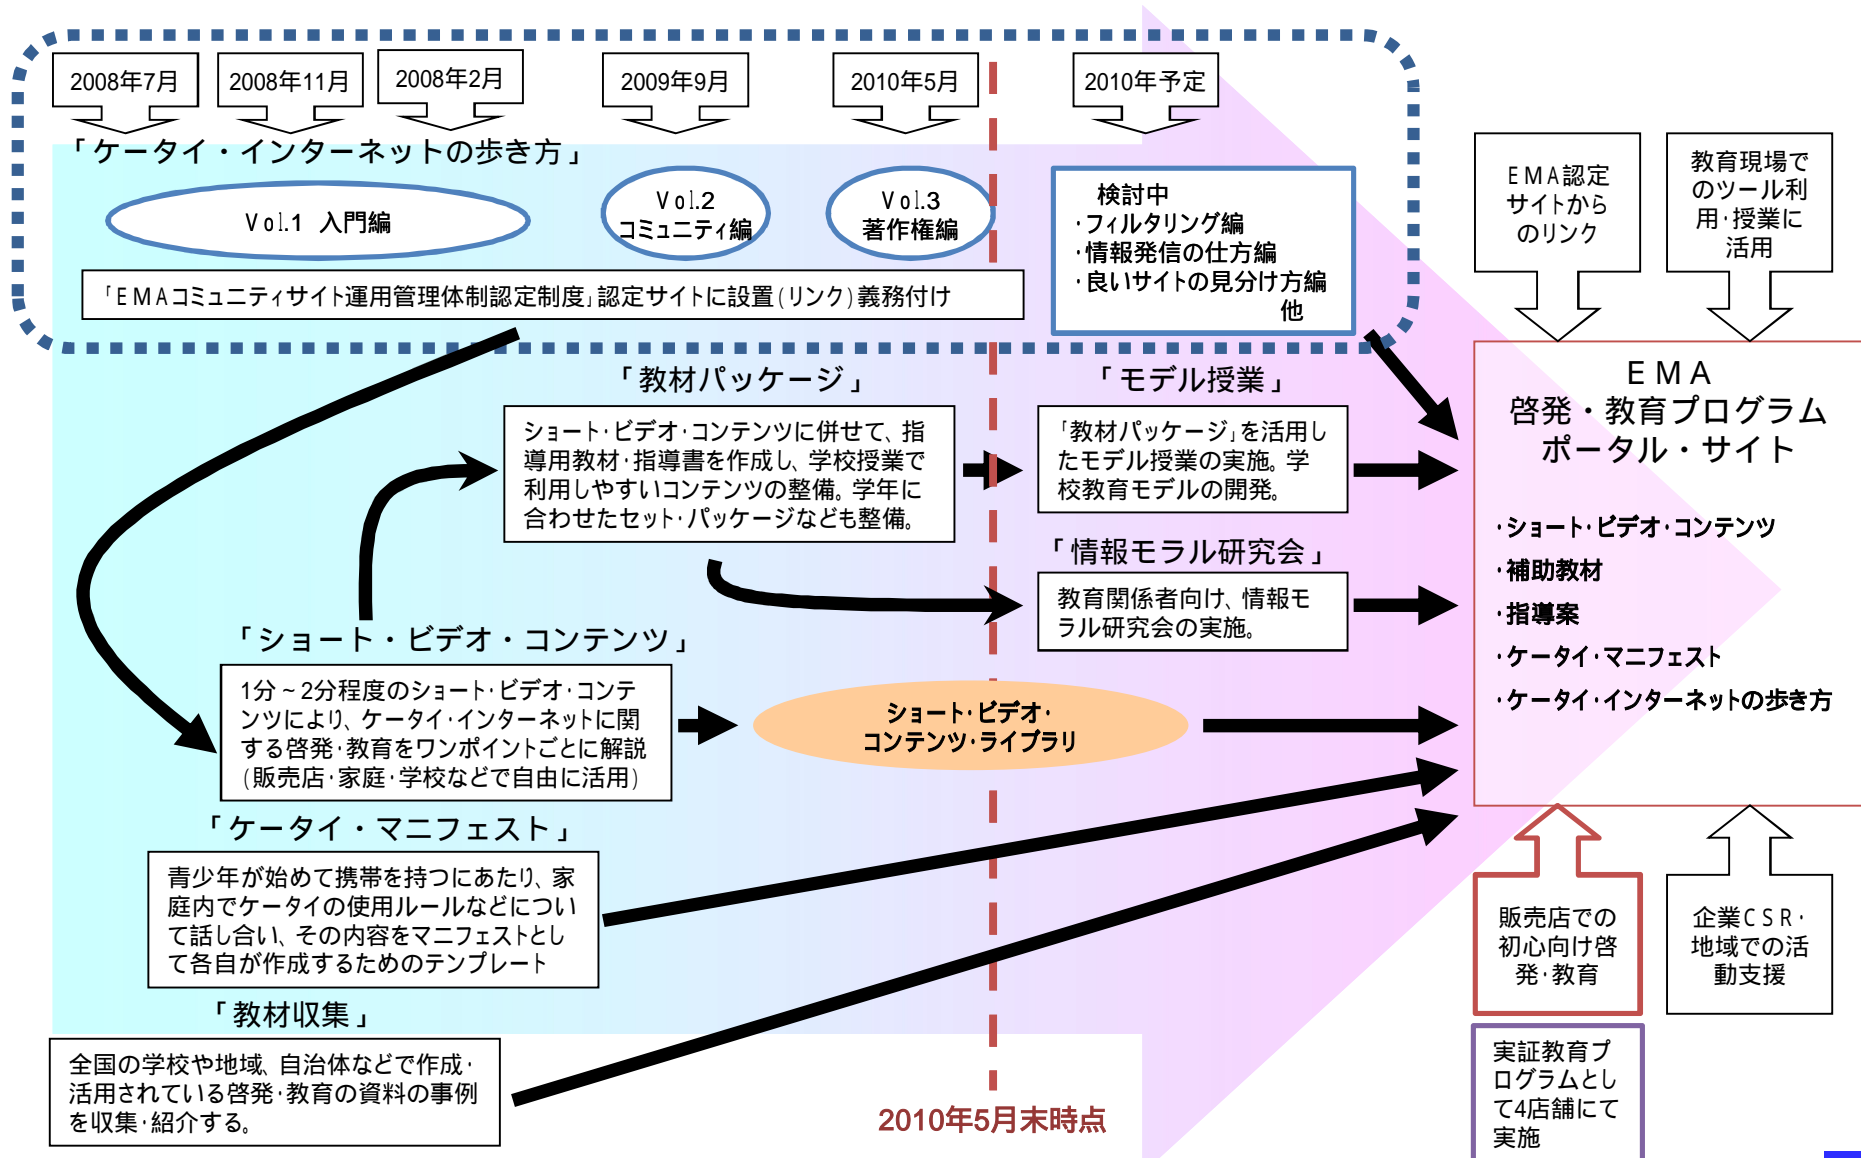 2008年7月
2008年11月
2008年2月
2009年9月
2010年5月
2010年予定
「ケータイ・インターネットの歩き方」
Vol.1 入門編
Vol.2
コミュニティ編
Vol.3
著作権編
検討中
・フィルタリング編
・情報発信の仕方編
・良いサイトの見分け方編
他
「EMAコミュニティサイト運用管理体制認定制度」認定サイトに設置(リンク)義務付け
EMA認定
サイトから
のリンク
教育現場で
のツール利
用・授業に
活用
「教材パッケージ」
ショート・ビデオ・コンテンツに併せて、指
導用教材・指導書を作成し、学校授業で
利用しやすいコンテンツの整備。学年に
合わせたセット・パッケージなども整備。
「モデル授業」
「教材パッケージ」を活用し
たモデル授業の実施。学
校教育モデルの開発。
「情報モラル研究会」
教育関係者向け、情報モ
ラル研究会の実施。
「ショート・ビデオ・コンテンツ」
1分～2分程度のショート・ビデオ・コンテ
ンツにより、ケータイ・インターネットに関
する啓発・教育をワンポイントごとに解説
(販売店・家庭・学校などで自由に活用)
ショート・ビデオ・
コンテンツ・ライブラリ
「ケータイ・マニフェスト」
青少年が始めて携帯を持つにあたり、家
庭内でケータイの使用ルールなどについ
て話し合い、その内容をマニフェストとし
て各自が作成するためのテンプレート
「教材収集」
全国の学校や地域、自治体などで作成・
活用されている啓発・教育の資料の事例
を収集・紹介する。
2010年5月末時点
EMA
啓発・教育プログラム
ポータル・サイト
・ショート・ビデオ・コンテンツ
・補助教材
・指導案
・ケータイ・マニフェスト
・ケータイ・インターネットの歩き方
販売店での
初心向け啓
発・教育
企業CSR・
地域での活
動支援
実証教育プ
ログラムとし
て4店舗にて
実施